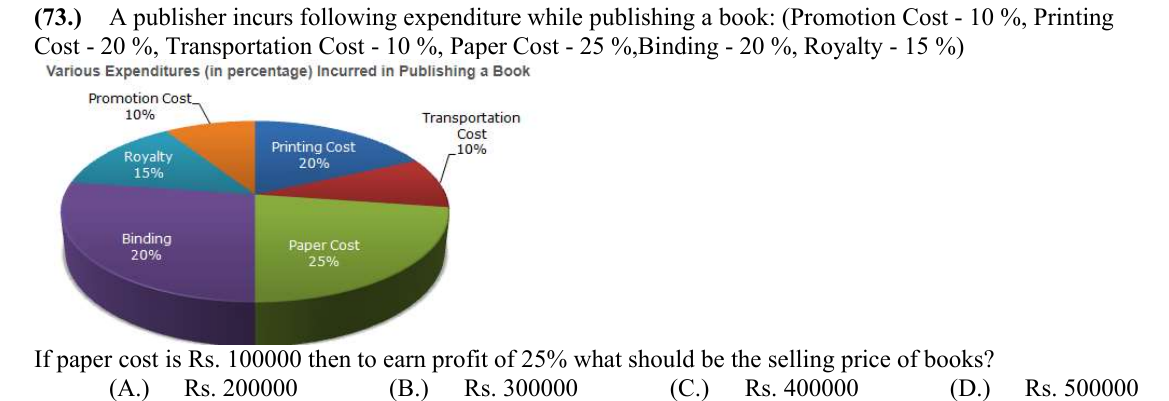 (73.) A publisher incurs following expenditure while publishing a book: (Promotion Cost - 10 %, Printing
Cost - 20 %, Transportation Cost - 10 %, Paper Cost - 25 %,Binding - 20 %, Royalty - 15 %)
Various Expenditures (in percentage) Incurred in Publishing a Book
Promotion Cost
10%
Transportation
Cost
10%
Printing Cost
20%
Royalty
15%
Binding
20%
Paper Cost
25%
If paper cost is Rs. 100000 then to earn profit of 25% what should be the selling price of books?
(A.) Rs. 200000 (B.) Rs. 300000 (C.) Rs. 400000 (D.) Rs. 500000